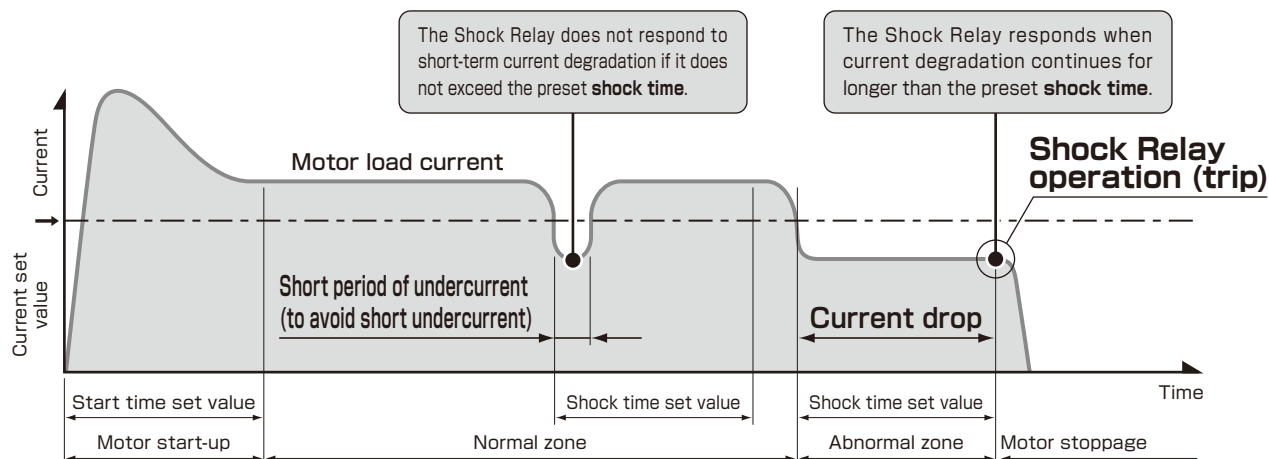 The Shock Relay does not respond to
short-term current degradation if it does
not exceed the preset shock time.
The Shock Relay responds when
current degradation continues for
longer than the preset shock time.
Current
Motor load current
Shock Relay
operation (trip)
Current set
value
Short period of undercurrent
(to avoid short undercurrent)
Current drop
Time
Start time set value
Shock time set value
Shock time set value
Motor start-up
Normal zone
Abnormal zone
Motor stoppage